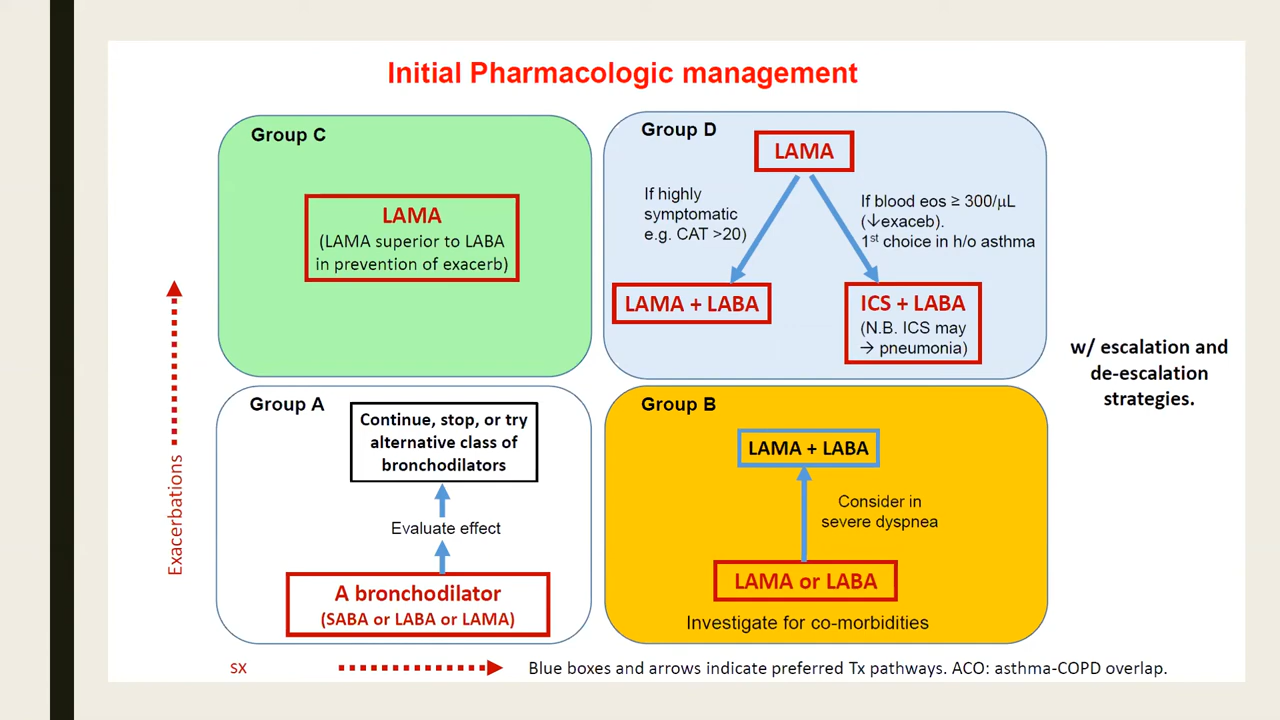 Initial Pharmacologic management
Group C
LAMA
(LAMA superior to LABA
in prevention of exacerb)
Group D
LAMA
If highly
symptomatic
e.g. CAT >20)
If blood eos ≥ 300/μL
(↓exaceb).
1st choice in h/o asthma
LAMA + LABA
ICS + LABA
(N.B. ICS may
→ pneumonia)
w/ escalation and
de-escalation
strategies.
Exacerbations
Group A
Continue, stop, or try
alternative class of
bronchodilators
Evaluate effect
A bronchodilator
(SABA or LABA or LAMA)
Group B
LAMA + LABA
Consider in
severe dyspnea
LAMA or LABA
Investigate for co-morbidities
sx
Blue boxes and arrows indicate preferred Tx pathways. ACO: asthma-COPD overlap.